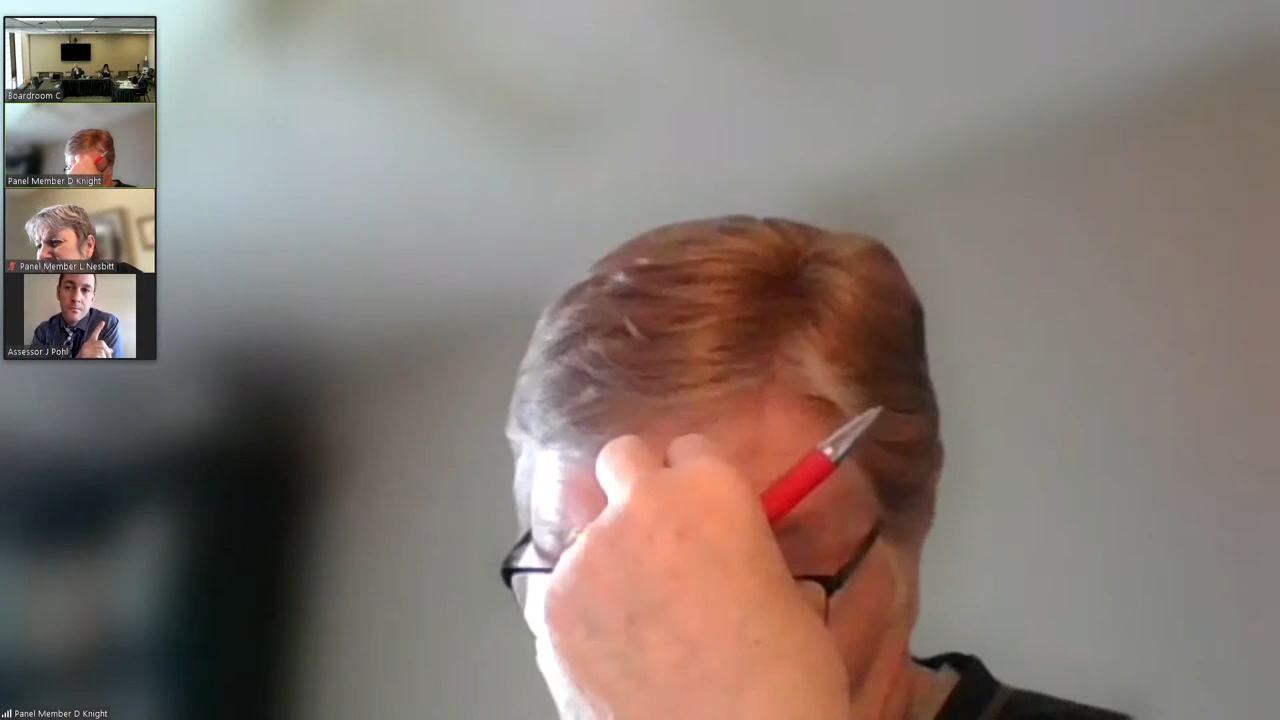 Boardroom C
Panel Member D Knight
Panel Member L Nesbitt
Assessor J Pohl
Panel Member D Knight